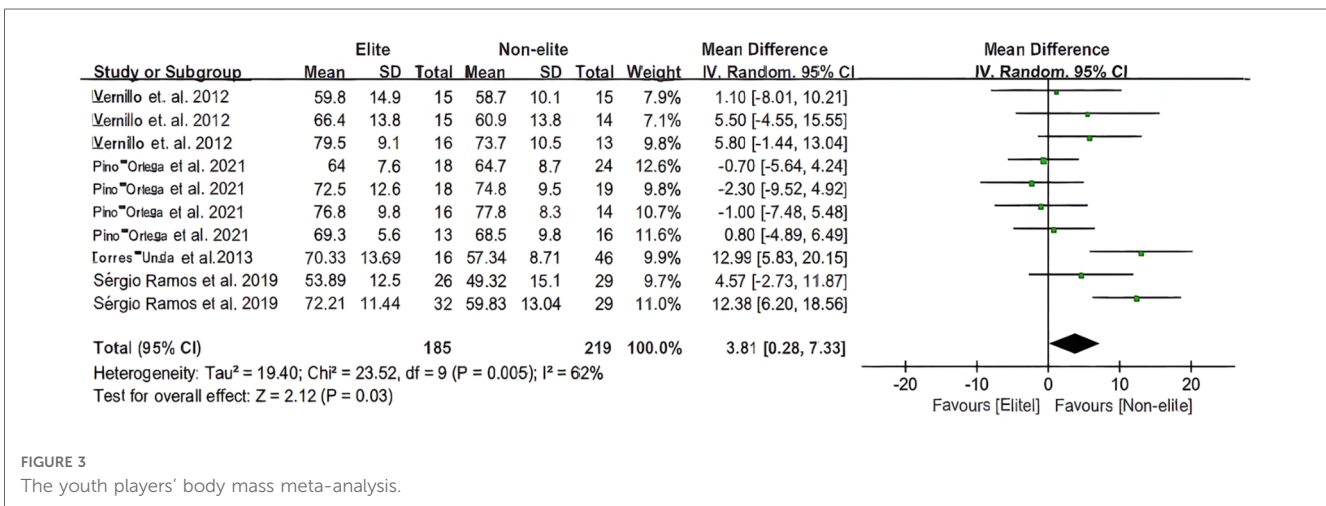 Elite Non-elite Mean Difference Mean Difference
Study or Subgroup Mean SD Total Mean SD Total Weight IV. Random. 95% CI IV. Random. 95% CI
Vernillo et. al. 2012 59.8 14.9 15 58.7 10.1 15 7.9% 1.10 [-8.01, 10.21]
Vernillo et. al. 2012 66.4 13.8 15 60.9 13.8 14 7.1% 5.50 [-4.55, 15.55]
Vernillo et. al. 2012 79.5 9.1 16 73.7 10.5 13 9.8% 5.80 [-1.44, 13.04]
Pino-Ortega et al. 2021 64 7.6 18 64.7 8.7 24 12.6% -0.70 [-5.64, 4.24]
Pino-Ortega et al. 2021 72.5 12.6 18 74.8 9.5 19 9.8% -2.30 [-9.52, 4.92]
Pino-Ortega et al. 2021 76.8 9.8 16 77.8 8.3 14 10.7% -1.00 [-7.48, 5.48]
Pino-Ortega et al. 2021 69.3 5.6 13 68.5 9.8 16 11.6% 0.80 [-4.89, 6.49]
Torres-Unda et al.2013 70.33 13.69 16 57.34 8.71 46 9.9% 12.99 [5.83, 20.15]
Sérgio Ramos et al. 2019 53.89 12.5 26 49.32 15.1 29 9.7% 4.57 [-2.73, 11.87]
Sérgio Ramos et al. 2019 72.21 11.44 32 59.83 13.04 29 11.0% 12.38 [6.20, 18.56]
Total (95% CI) 185 219 100.0% 3.81 [0.28, 7.33]
Heterogeneity: Tau² = 19.40; Chi² = 23.52, df = 9 (P = 0.005); I² = 62%
Test for overall effect: Z = 2.12 (P = 0.03)
-20 -10 0 10 20
Favours [Elitel] Favours [Non-elite]
FIGURE 3
The youth players' body mass meta-analysis.